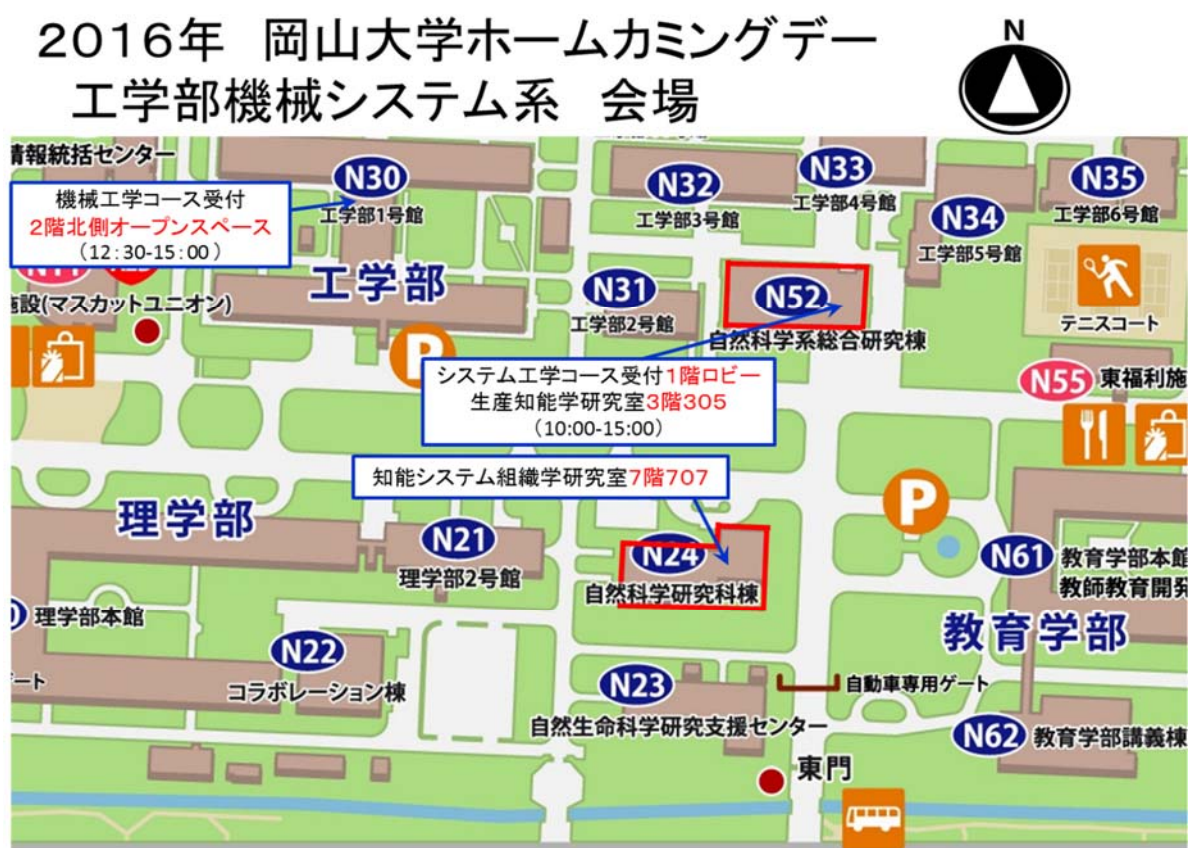 2016年 岡山大学ホームカミングデー
工学部機械システム系 会場
N
情報統括センター
N30
工学部1号館
N32
工学部3号館
N33
工学部4号館
N34
工学部5号館
N35
工学部6号館
機械工学コース受付
2階北側オープンスペース
(12:30-15:00)
施設(マスカットユニオン)
工学部
N31
工学部2号館
N52
自然科学系総合研究棟
テニスコート
P
システム工学コース受付1階ロビー
生産知能学研究室3階305
(10:00-15:00)
N55 東福利施
知能システム組織学研究室7階707
P
理学部
N21
理学部2号館
N24
自然科学研究科棟
N61 教育学部本館
教師教育開発
理学部本館
教育学部
N22
コラボレーション棟
ート
N23
自然生命科学研究支援センター
自動車専用ゲート
N62 教育学部講義棟
東門